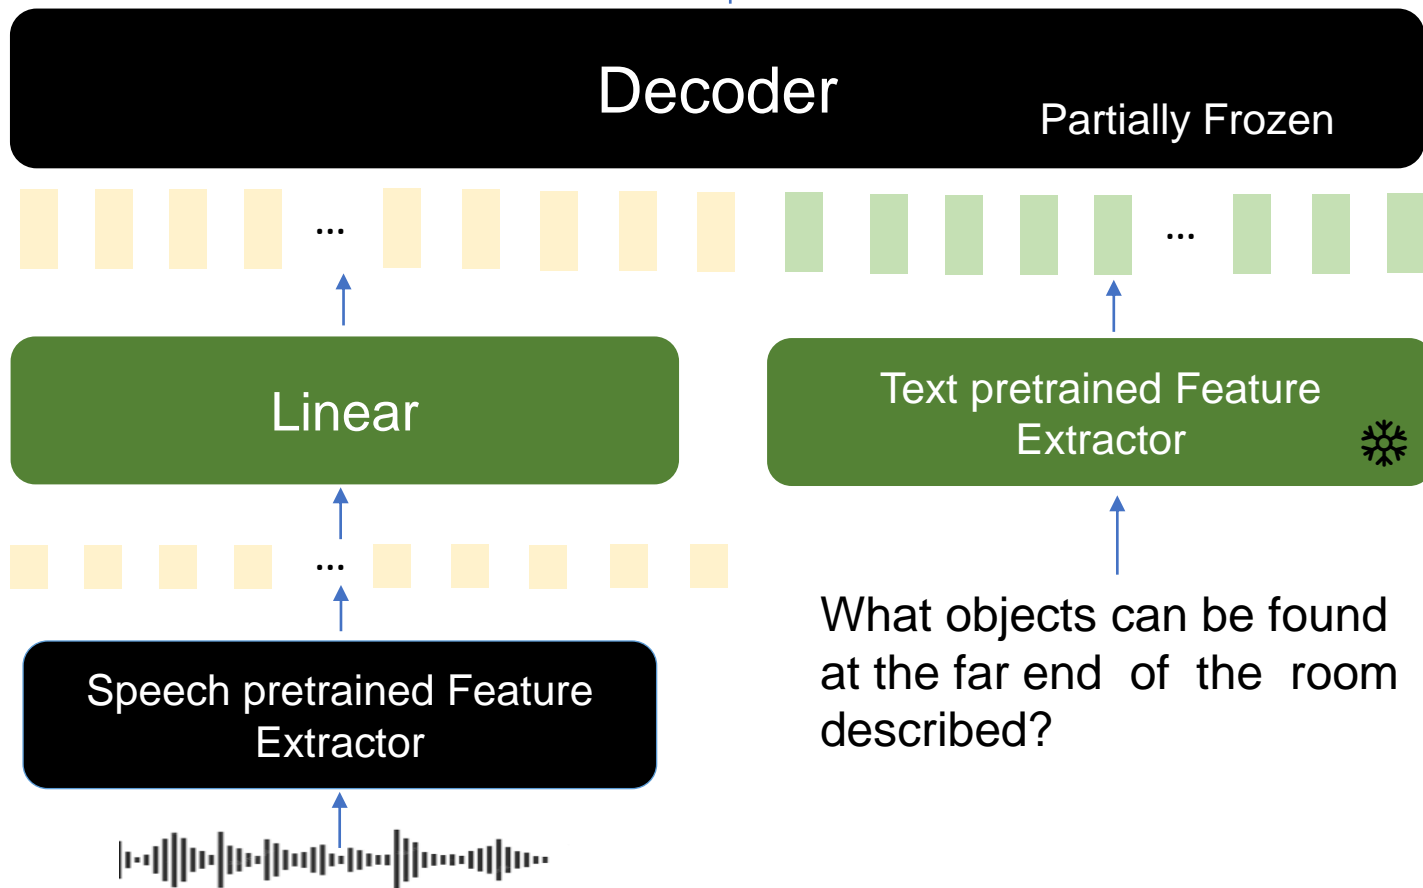 Decoder
Partially Frozen
...
...
Linear
Text pretrained Feature
Extractor
...
Speech pretrained Feature
Extractor
What objects can be found
at the far end of the room
described?